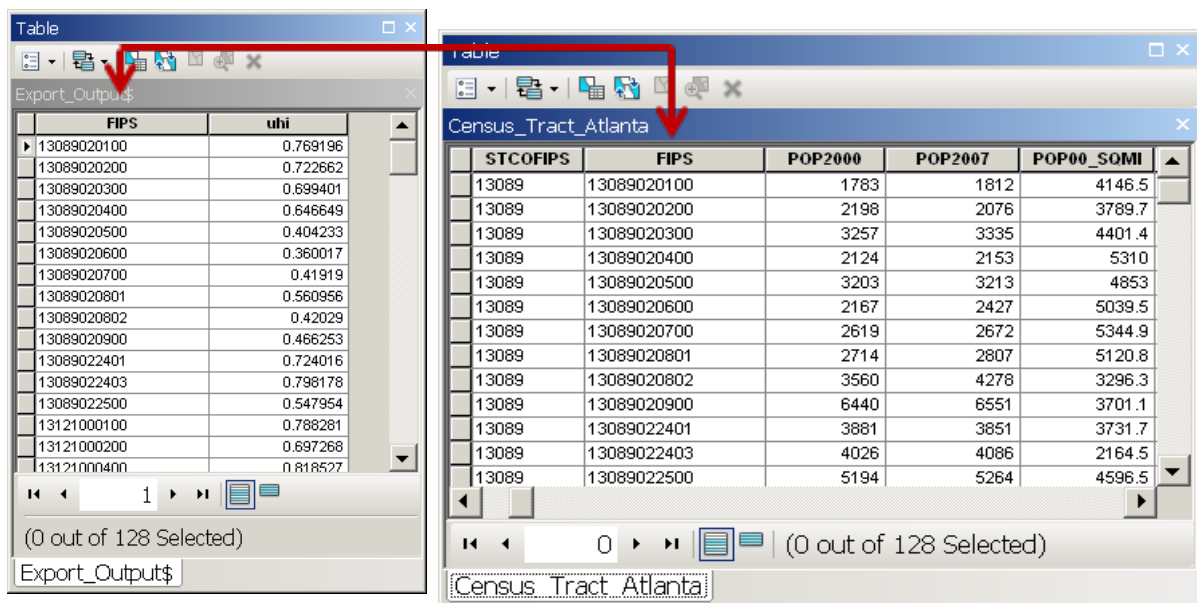 Table
Export_Output$
FIPS uhi
13089020100 0.769196
13089020200 0.722662
13089020300 0.699401
13089020400 0.646649
13089020500 0.404233
13089020600 0.360017
13089020700 0.41919
13089020801 0.560956
13089020802 0.42029
13089020900 0.466253
13089022401 0.724016
13089022403 0.798178
13089022500 0.547954
13121000100 0.788281
13121000200 0.697268
13121000400 0.818527
1
(0 out of 128 Selected)
Export_Output$
Table
Census_Tract_Atlanta
STCOFIPS FIPS POP2000 POP2007 POP00_SQMI
13089 13089020100 1783 1812 4146.5
13089 13089020200 2198 2076 3789.7
13089 13089020300 3257 3335 4401.4
13089 13089020400 2124 2153 5310
13089 13089020500 3203 3213 4853
13089 13089020600 2167 2427 5039.5
13089 13089020700 2619 2672 5344.9
13089 13089020801 2714 2807 5120.8
13089 13089020802 3560 4278 3296.3
13089 13089020900 6440 6551 3701.1
13089 13089022401 3881 3851 3731.7
13089 13089022403 4026 4086 2164.5
13089 13089022500 5194 5264 4596.5
0 (0 out of 128 Selected)
Census_Tract_Atlanta